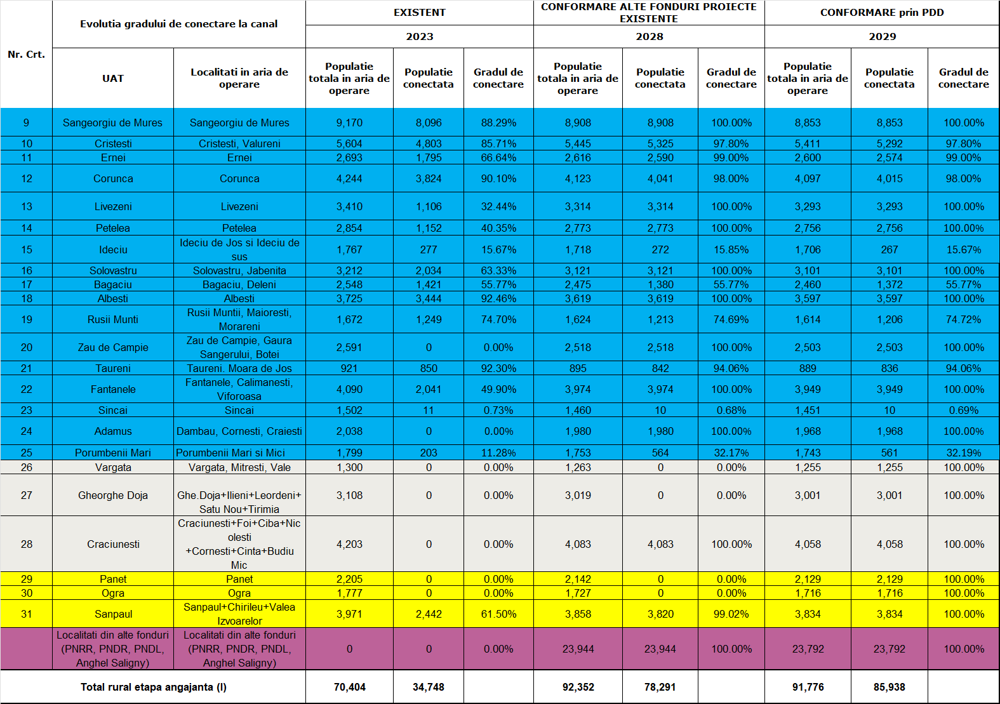 EXISTENT
CONFORMARE ALTE FONDURI PROIECTE
EXISTENTE
CONFORMARE prin PDD
Evolutia gradului de conectare la canal
2023
2028
2029
Nr. Crt.
UAT
Localitati in aria de
operare
Populatie
totala in aria de
operare
Populatie
conectata
Gradul de
conectare
Populatie
totala in aria de
operare
Populatie
conectata
Gradul de
conectare
Populatie
totala in aria de
operare
Populatie
conectata
Gradul de
conectare
9 Sangeorgiu de Mures Sangeorgiu de Mures 9,170 8,096 88.29% 8,908 8,908 100.00% 8,853 8,853 100.00%
10 Cristesti Cristesti, Valureni 5,604 4,803 85.71% 5,445 5,325 97.80% 5,411 5,292 97.80%
11 Ernei Ernei 2,693 1,795 66.64% 2,616 2,590 99.00% 2,600 2,574 99.00%
12 Corunca Corunca 4,244 3,824 90.10% 4,123 4,041 98.00% 4,097 4,015 98.00%
13 Livezeni Livezeni 3,410 1,106 32.44% 3,314 3,314 100.00% 3,293 3,293 100.00%
14 Petelea Petelea 2,854 1,152 40.35% 2,773 2,773 100.00% 2,756 2,756 100.00%
15 Ideciu Ideciu de Jos si Ideciu de
sus 1,767 277 15.67% 1,718 272 15.85% 1,706 267 15.67%
16 Solovastru Solovastru, Jabenita 3,212 2,034 63.33% 3,121 3,121 100.00% 3,101 3,101 100.00%
17 Bagaciu Bagaciu, Deleni 2,548 1,421 55.77% 2,475 1,380 55.77% 2,460 1,372 55.77%
18 Albesti Albesti 3,725 3,444 92.46% 3,619 3,619 100.00% 3,597 3,597 100.00%
19 Rusii Munti Rusii Muntii, Maioresti,
Morareni 1,672 1,249 74.70% 1,624 1,213 74.69% 1,614 1,206 74.72%
20 Zau de Campie Zau de Campie, Gaura
Sangerului, Botei 2,591 0 0.00% 2,518 2,518 100.00% 2,503 2,503 100.00%
21 Taureni Taureni. Moara de Jos 921 850 92.30% 895 842 94.06% 889 836 94.06%
22 Fantanele Fantanele, Calimanesti,
Viforoasa 4,090 2,041 49.90% 3,974 3,974 100.00% 3,949 3,949 100.00%
23 Sincai Sincai 1,502 11 0.73% 1,460 10 0.68% 1,451 10 0.69%
24 Adamus Dambau, Cornesti, Craiesti 2,038 0 0.00% 1,980 1,980 100.00% 1,968 1,968 100.00%
25 Porumbenii Mari Porumbenii Mari si Mici 1,799 203 11.28% 1,753 564 32.17% 1,743 561 32.19%
26 Vargata Vargata, Mitresti, Vale 1,300 0 0.00% 1,263 0 0.00% 1,255 1,255 100.00%
27 Gheorghe Doja Ghe.Doja+Ilieni+Leordeni+
Satu Nou+Tirimia 3,108 0 0.00% 3,019 0 0.00% 3,001 3,001 100.00%
28 Craciunesti Craciunesti+Foi+Ciba+Nic
olesti
+Cornesti+Cinta+Budiu
Mic 4,203 0 0.00% 4,083 4,083 100.00% 4,058 4,058 100.00%
29 Panet Panet 2,205 0 0.00% 2,142 0 0.00% 2,129 2,129 100.00%
30 Ogra Ogra 1,777 0 0.00% 1,727 0 0.00% 1,716 1,716 100.00%
31 Sanpaul Sanpaul+Chirileu+Valea
Izvoarelor 3,971 2,442 61.50% 3,858 3,820 99.02% 3,834 3,834 100.00%
Localitati din alte fonduri
(PNRR, PNDR, PNDL,
Anghel Saligny)
Localitati din alte fonduri
(PNRR, PNDR, PNDL,
Anghel Saligny)
0 0 0.00% 23,944 23,944 100.00% 23,792 23,792 100.00%
Total rural etapa angajanta (I) 70,404 34,748 92,352 78,291 91,776 85,938